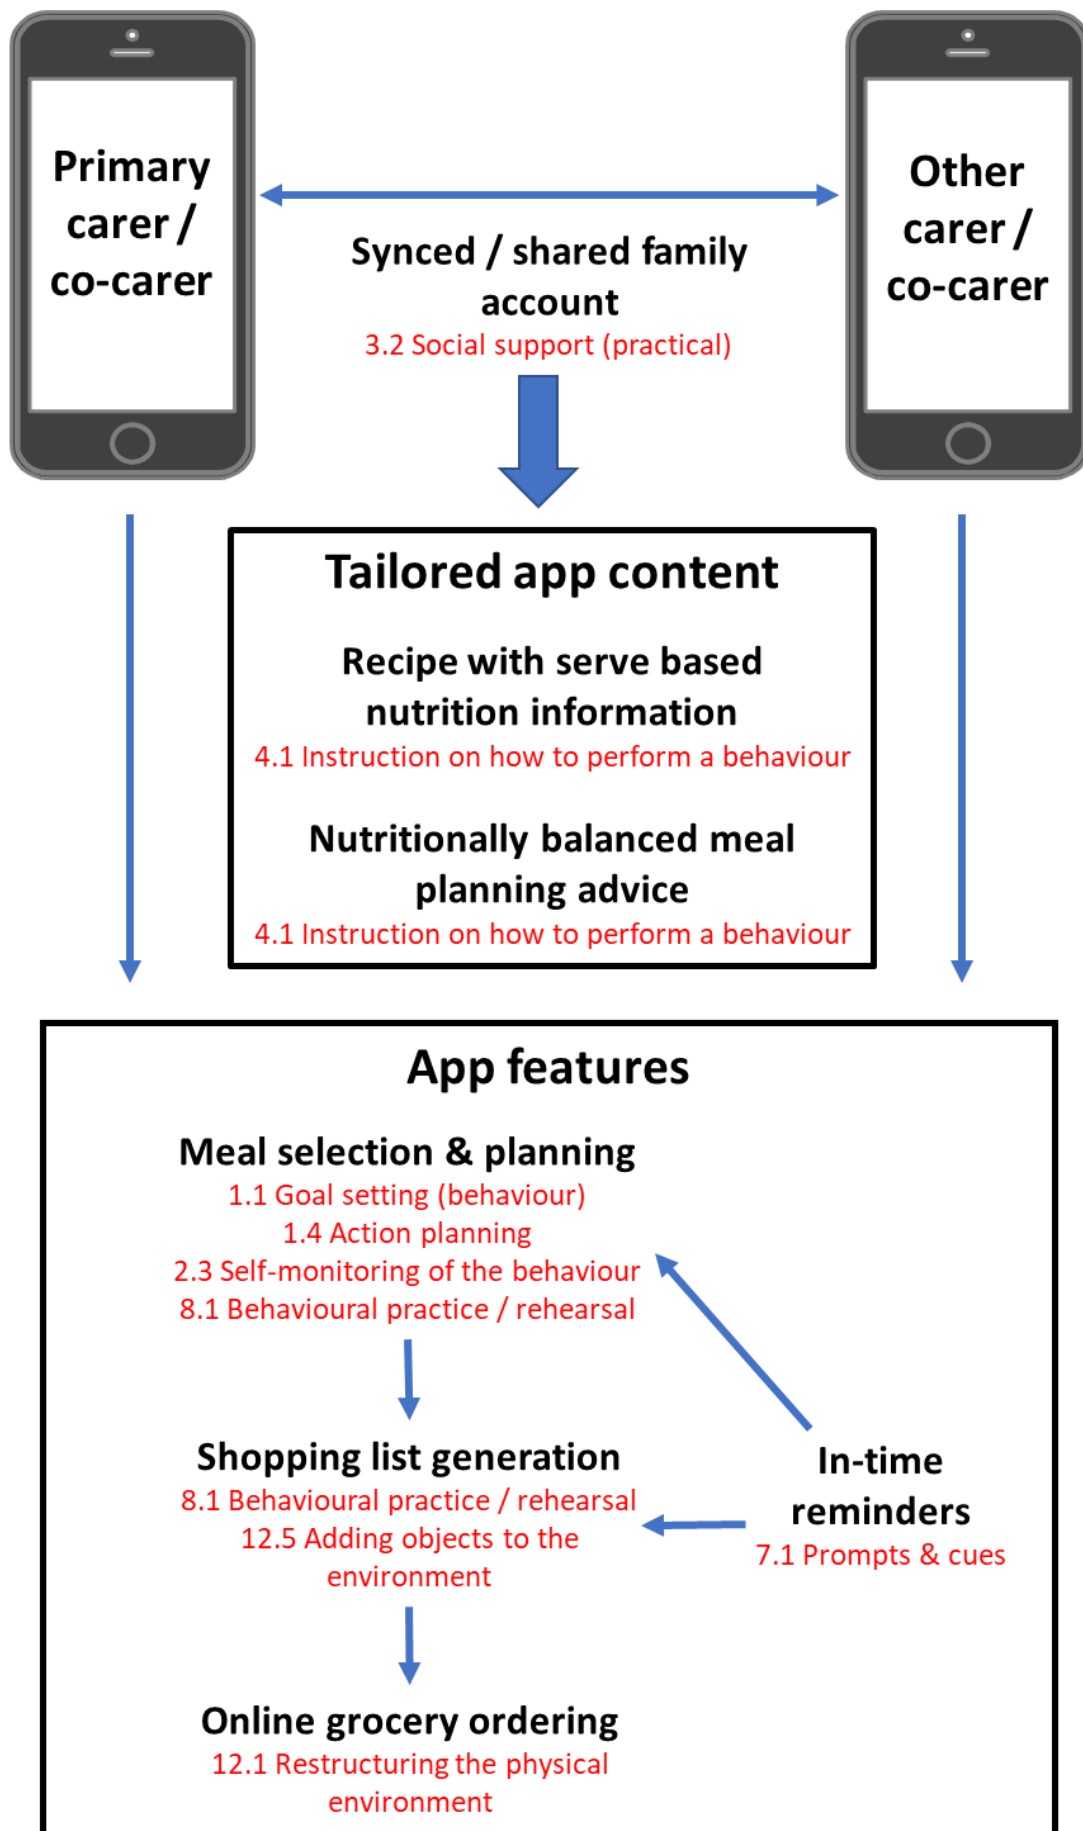 Primary
carer /
co-carer
Other
carer /
co-carer
Synced / shared family
account
3.2 Social support (practical)
Tailored app content
Recipe with serve based
nutrition information
4.1 Instruction on how to perform a behaviour
Nutritionally balanced meal
planning advice
4.1 Instruction on how to perform a behaviour
App features
Meal selection & planning
1.1 Goal setting (behaviour)
1.4 Action planning
2.3 Self-monitoring of the behaviour
8.1 Behavioural practice / rehearsal
Shopping list generation
8.1 Behavioural practice / rehearsal
12.5 Adding objects to the
environment
In-time
reminders
7.1 Prompts & cues
Online grocery ordering
12.1 Restructuring the physical
environment